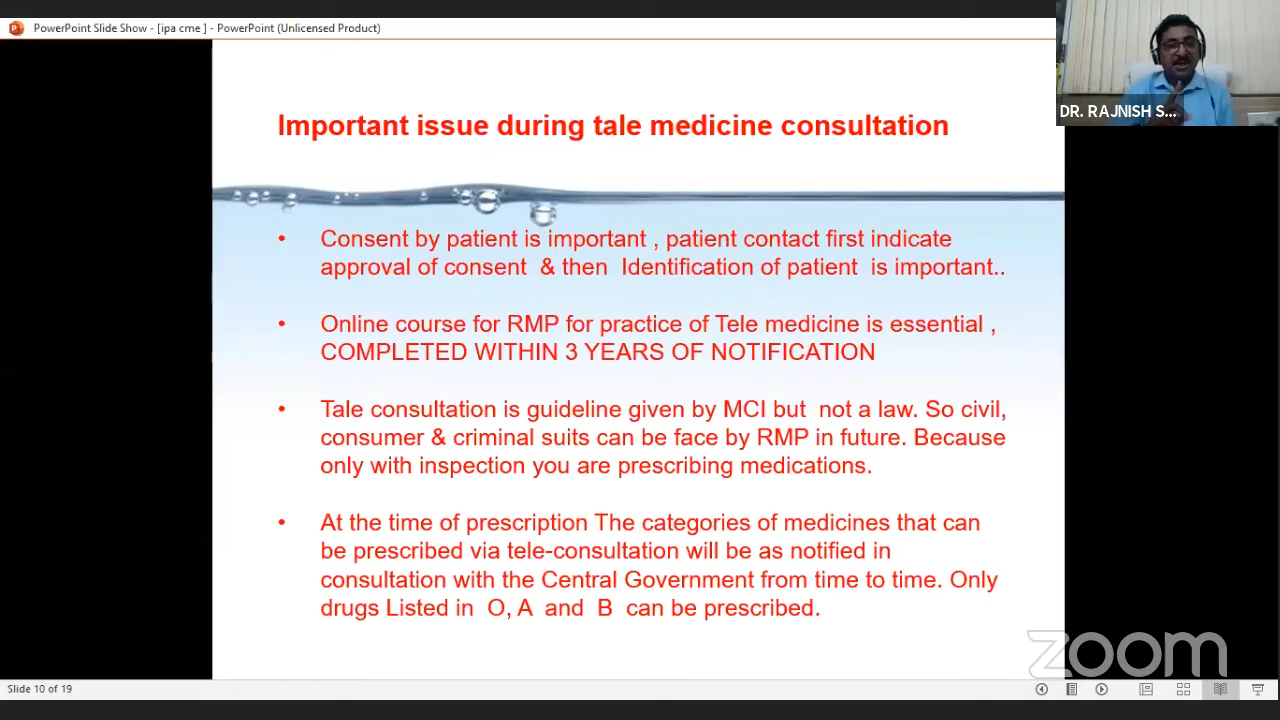 PowerPoint Slide Show - [ipa cme ] - PowerPoint (Unlicensed Product)
DR. RAJNISH S...
Important issue during tale medicine consultation
• Consent by patient is important , patient contact first indicate
approval of consent & then Identification of patient is important..
• Online course for RMP for practice of Tele medicine is essential ,
COMPLETED WITHIN 3 YEARS OF NOTIFICATION
• Tale consultation is guideline given by MCI but not a law. So civil,
consumer & criminal suits can be face by RMP in future. Because
only with inspection you are prescribing medications.
• At the time of prescription The categories of medicines that can
be prescribed via tele-consultation will be as notified in
consultation with the Central Government from time to time. Only
drugs Listed in O, A and B can be prescribed.
zoom
Slide 10 of 19